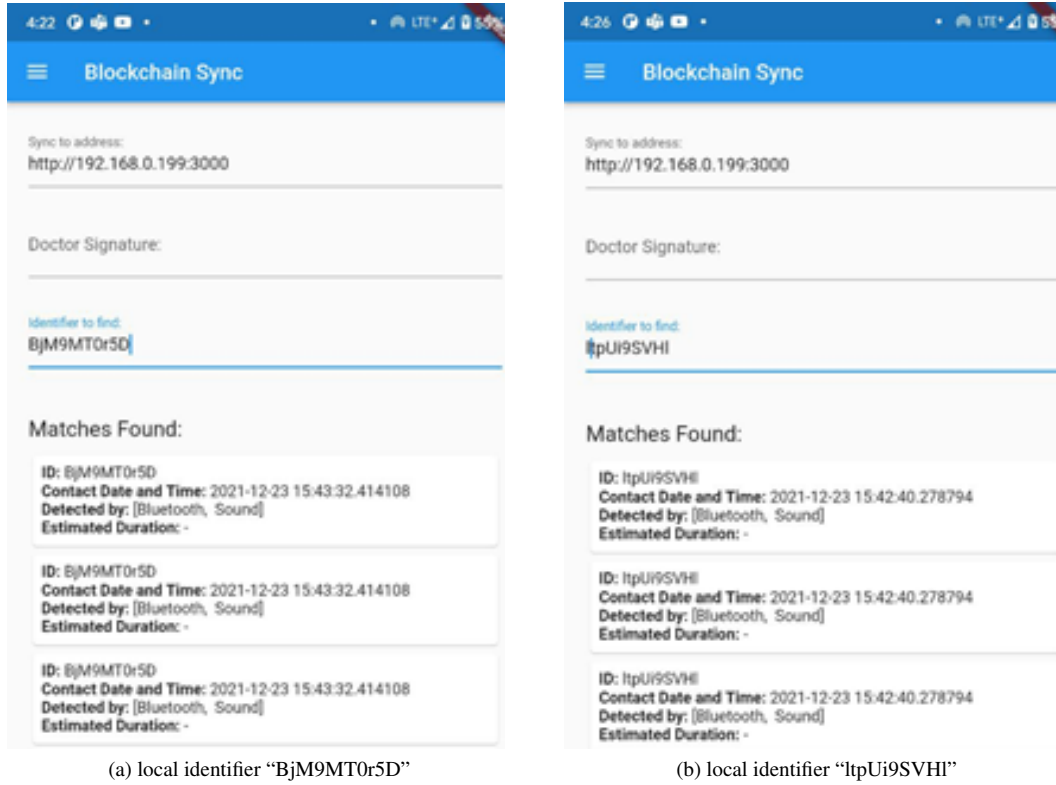 4:22 LTE+ 55%
Blockchain Sync
Sync to address:
http://192.168.0.199:3000
Doctor Signature:
Identifier to find:
BjM9MT0r5D
Matches Found:
ID: BjM9MT0r5D
Contact Date and Time: 2021-12-23 15:43:32.414108
Detected by: [Bluetooth, Sound]
Estimated Duration: -
ID: BjM9MT0r5D
Contact Date and Time: 2021-12-23 15:43:32.414108
Detected by: [Bluetooth, Sound]
Estimated Duration: -
ID: BjM9MT0r5D
Contact Date and Time: 2021-12-23 15:43:32.414108
Detected by: [Bluetooth, Sound]
Estimated Duration: -
(a) local identifier “BjM9MT0r5D”
4:26 LTE+
Blockchain Sync
Sync to address:
http://192.168.0.199:3000
Doctor Signature:
Identifier to find:
ltpUi9SVHl
Matches Found:
ID: ltpUi9SVHl
Contact Date and Time: 2021-12-23 15:42:40.278794
Detected by: [Bluetooth, Sound]
Estimated Duration: -
ID: ltpUi9SVHl
Contact Date and Time: 2021-12-23 15:42:40.278794
Detected by: [Bluetooth, Sound]
Estimated Duration: -
ID: ltpUi9SVHl
Contact Date and Time: 2021-12-23 15:42:40.278794
Detected by: [Bluetooth, Sound]
Estimated Duration: -
(b) local identifier “ltpUi9SVHl”